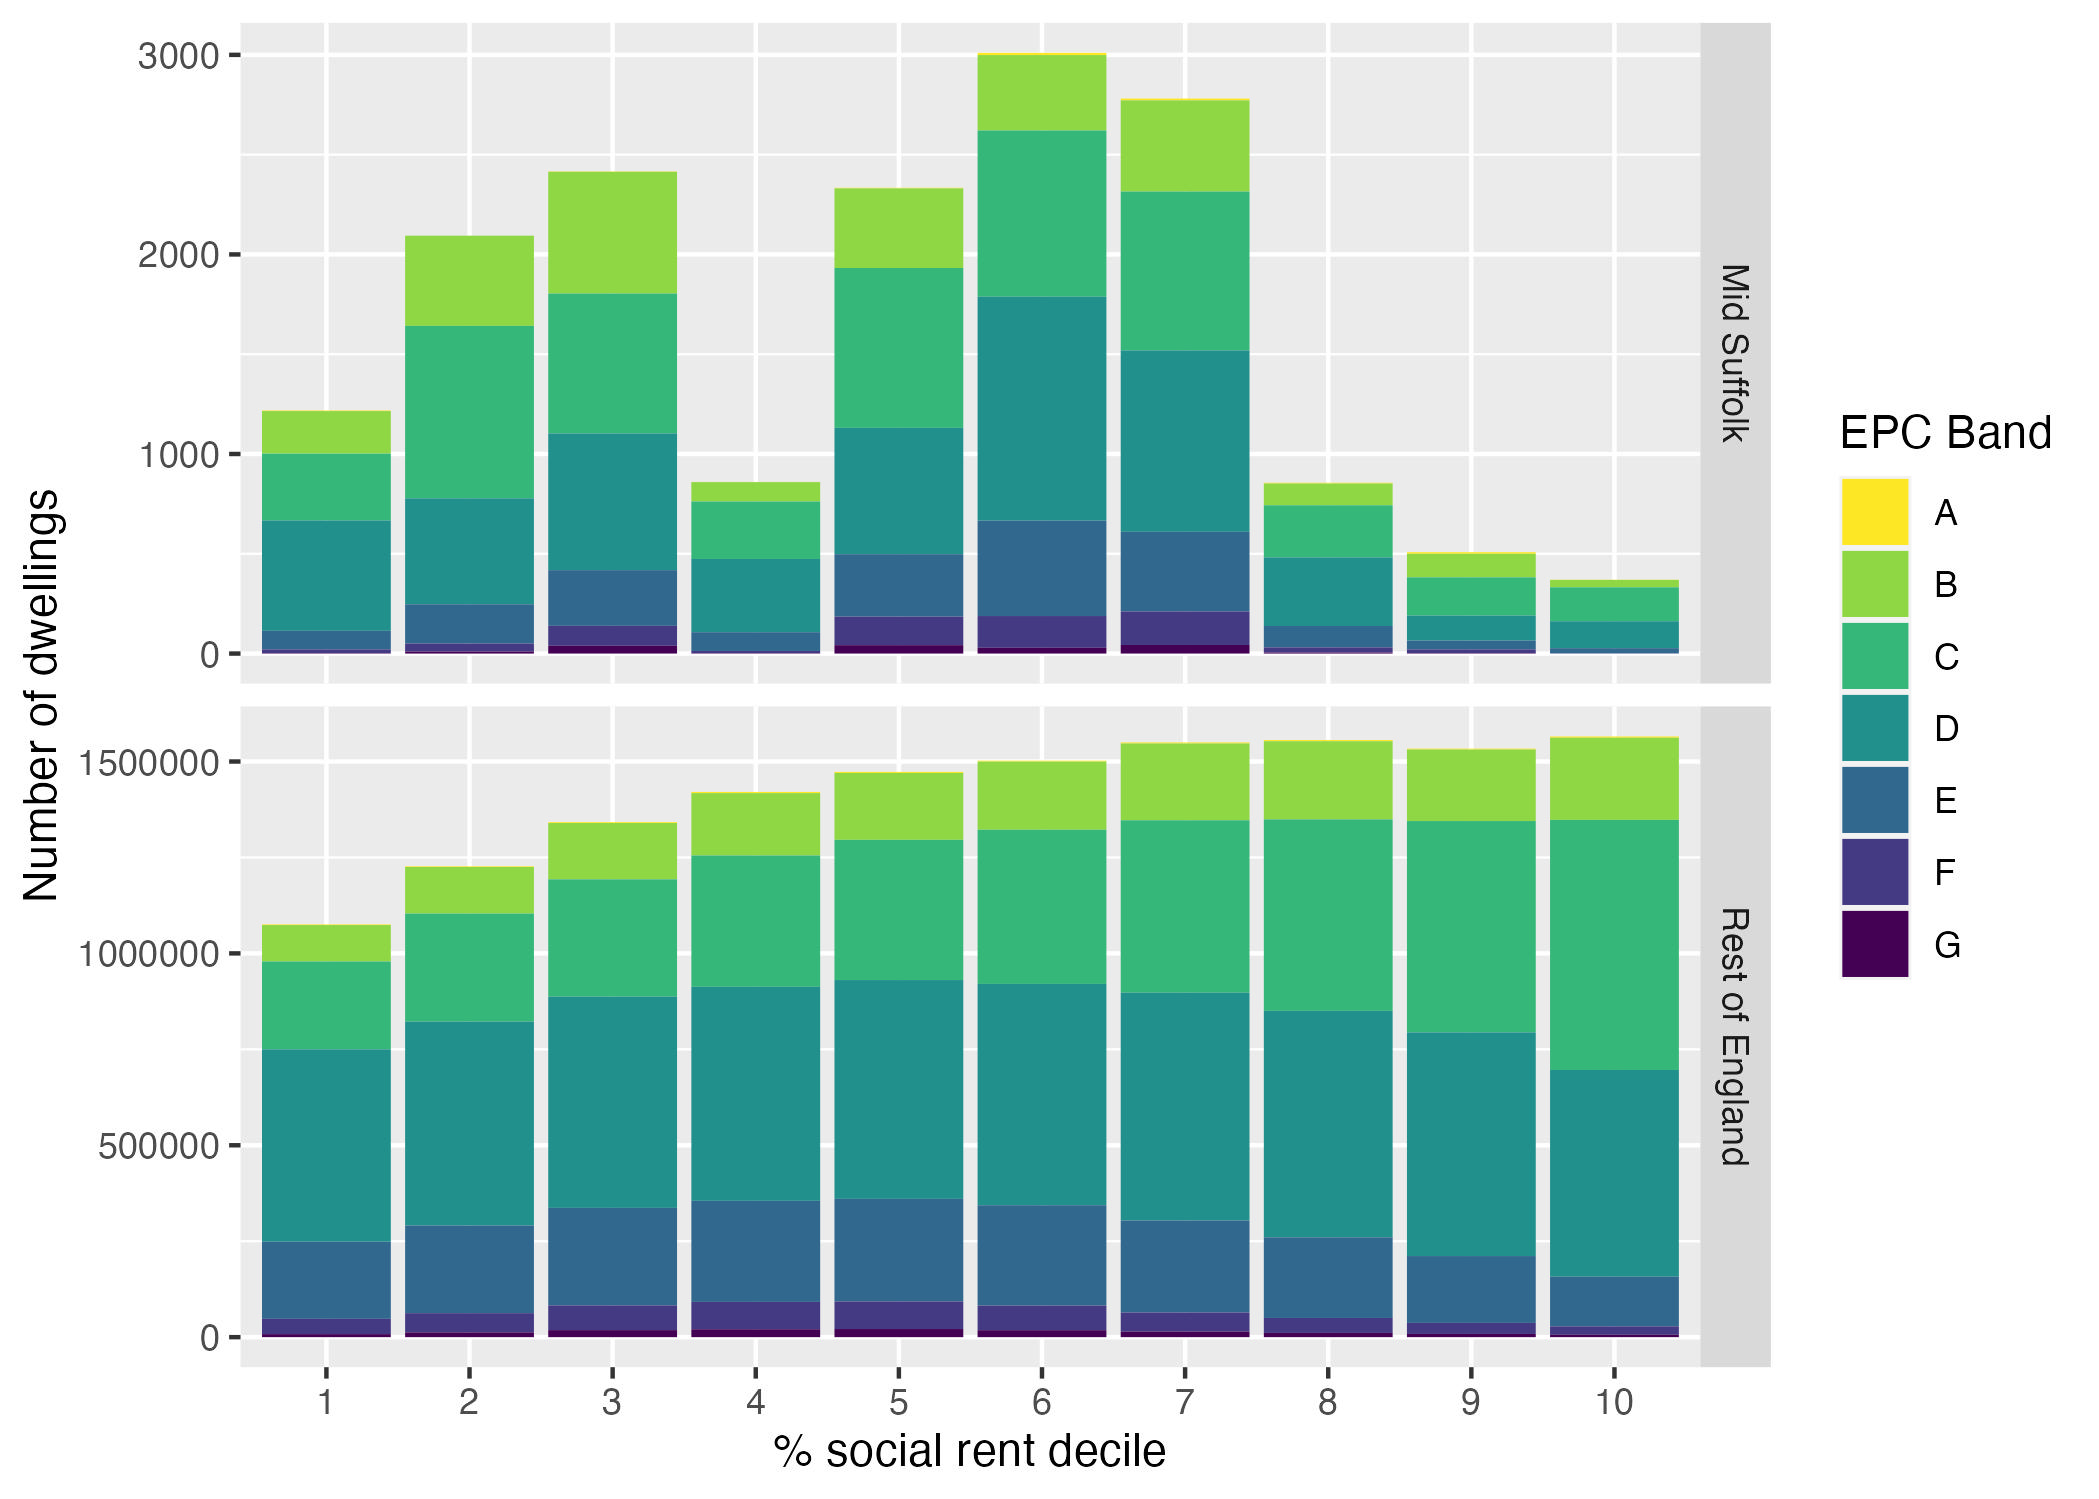 3000
2000
1000
0
Mid Suffolk
1500000
1000000
500000
0
Rest of England
1 2 3 4 5 6 7 8 9 10
% social rent decile
Number of dwellings
EPC Band
A
B
C
D
E
F
G